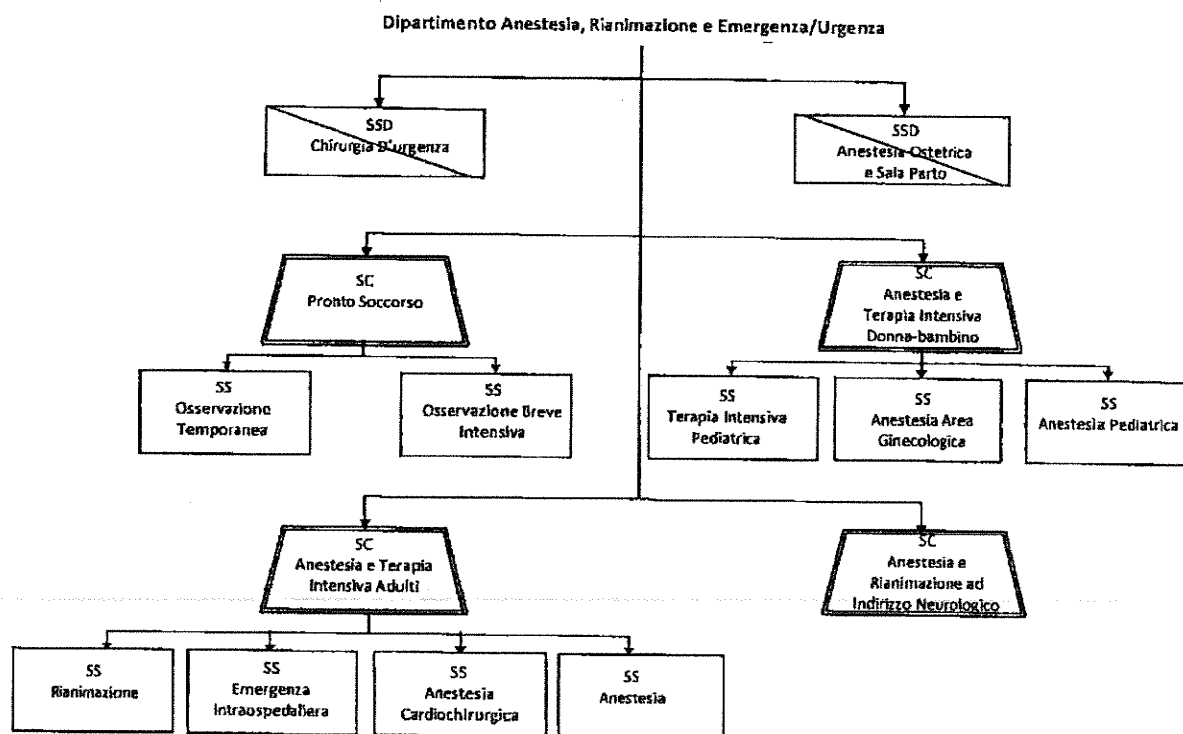 Dipartimento Anestesia, Rianimazione e Emergenza/Urgenza
SSD
Chirurgia D'urgenza
SSD
Anestesia Ostetrica
e Sala Parto
SC
Pronto Soccorso
SC
Anestesia e
Terapia Intensiva
Donna-bambino
SS
Osservazione
Temporanea
SS
Osservazione Breve
Intensiva
SS
Terapia Intensiva
Pediatrica
SS
Anestesia Area
Ginecologica
SS
Anestesia Pediatrica
SC
Anestesia e Terapia
Intensiva Adulti
SC
Anestesia e
Rianimazione ad
Indirizzo Neurologico
SS
Rianimazione
SS
Emergenza
Intraospedaliera
SS
Anestesia
Cardiochirurgica
SS
Anestesia